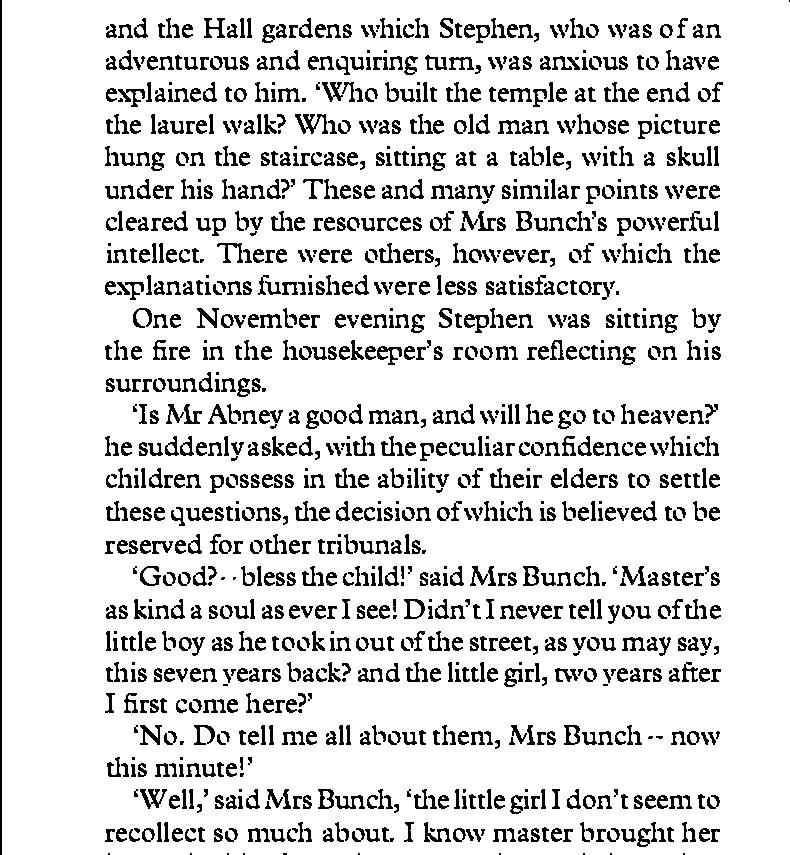 and the Hall gardens which Stephen, who was of an
adventurous and enquiring turn, was anxious to have
explained to him. ‘Who built the temple at the end of
the laurel walk? Who was the old man whose picture
hung on the staircase, sitting at a table, with a skull
under his hand?’ These and many similar points were
cleared up by the resources of Mrs Bunch’s powerful
intellect. There were others, however, of which the
explanations furnished were less satisfactory.
One November evening Stephen was sitting by
the fire in the housekeeper’s room reflecting on his
surroundings.
‘Is Mr Abney a good man, and will he go to heaven?’
he suddenly asked, with the peculiar confidence which
children possess in the ability of their elders to settle
these questions, the decision of which is believed to be
reserved for other tribunals.
‘Good? -- bless the child!’ said Mrs Bunch. ‘Master’s
as kind a soul as ever I see! Didn’t I never tell you of the
little boy as he took in out of the street, as you may say,
this seven years back? and the little girl, two years after
I first come here?’
‘No. Do tell me all about them, Mrs Bunch -- now
this minute!’
‘Well,’ said Mrs Bunch, ‘the little girl I don’t seem to
recollect so much about. I know master brought her